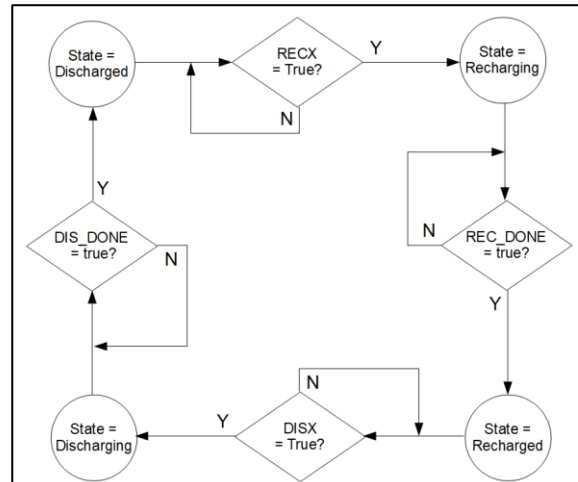 State =
Discharged
RECX
= True?
Y
N
State =
Recharging
DIS_DONE
= true?
Y
N
REC_DONE
= true?
N
Y
State =
Discharging
Y
DISX
= True?
N
State =
Recharged